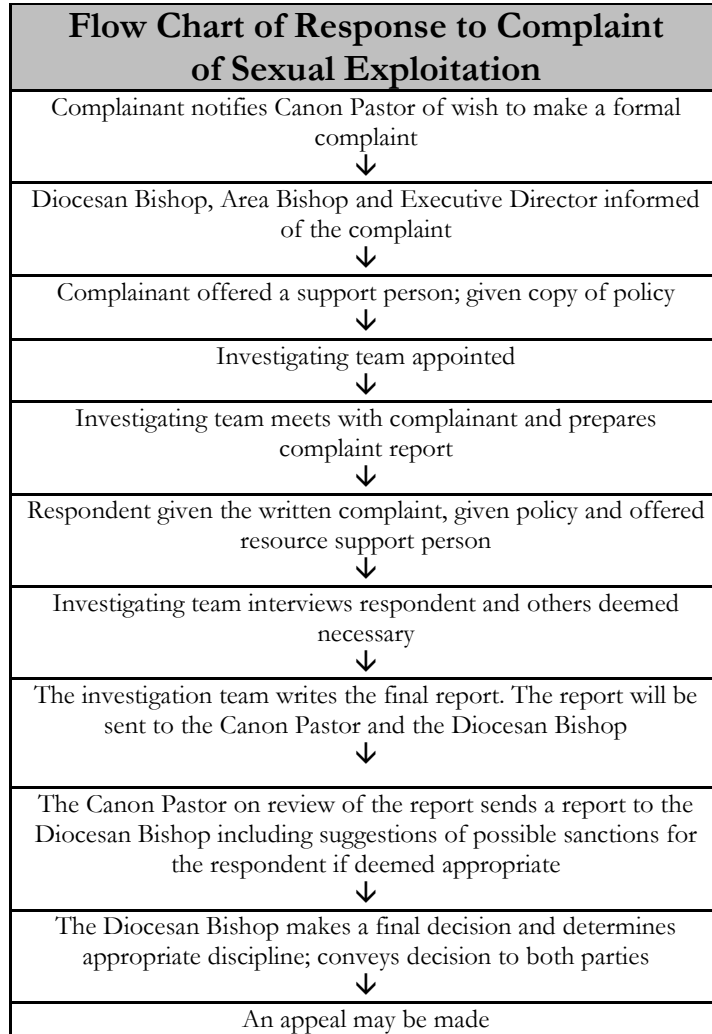 Flow Chart of Response to Complaint
of Sexual Exploitation
Complainant notifies Canon Pastor of wish to make a formal
complaint
↓
Diocesan Bishop, Area Bishop and Executive Director informed
of the complaint
↓
Complainant offered a support person; given copy of policy
↓
Investigating team appointed
↓
Investigating team meets with complainant and prepares
complaint report
↓
Respondent given the written complaint, given policy and offered
resource support person
↓
Investigating team interviews respondent and others deemed
necessary
↓
The investigation team writes the final report. The report will be
sent to the Canon Pastor and the Diocesan Bishop
↓
The Canon Pastor on review of the report sends a report to the
Diocesan Bishop including suggestions of possible sanctions for
the respondent if deemed appropriate
↓
The Diocesan Bishop makes a final decision and determines
appropriate discipline; conveys decision to both parties
↓
An appeal may be made